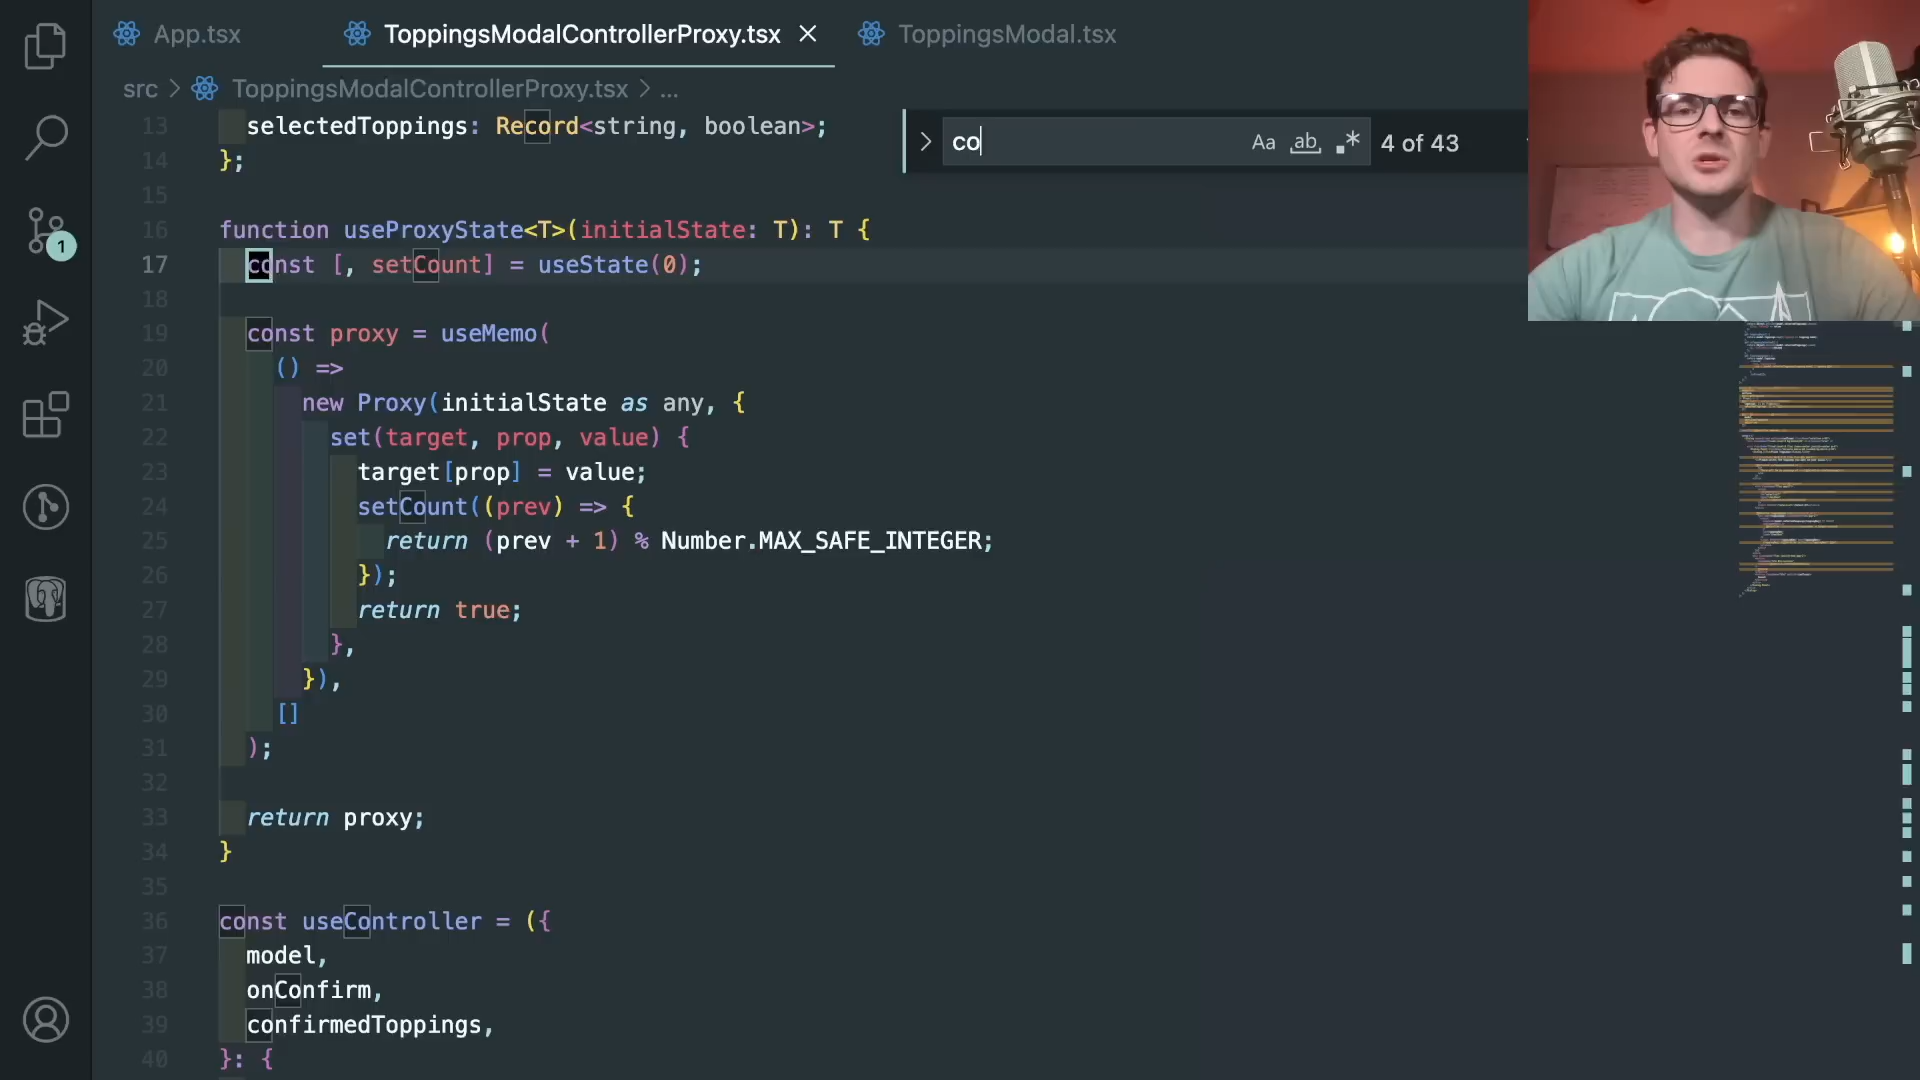 App.tsx
ToppingsModalControllerProxy.tsx
ToppingsModal.tsx
src > ToppingsModalControllerProxy.tsx > ...
co
Aa ab .* 4 of 43
13 selectedToppings: Record<string, boolean>;
14 };
15
16 function useProxyState<T>(initialState: T): T {
17 const [, setCount] = useState(0);
18
19 const proxy = useMemo(
20 () =>
21 new Proxy(initialState as any, {
22 set(target, prop, value) {
23 target[prop] = value;
24 setCount((prev) => {
25 return (prev + 1) % Number.MAX_SAFE_INTEGER;
26 });
27 return true;
28 },
29 }),
30 []
31 );
32
33 return proxy;
34 }
35
36 const useController = ({
37 model,
38 onConfirm,
39 confirmedToppings,
40 }: {
1